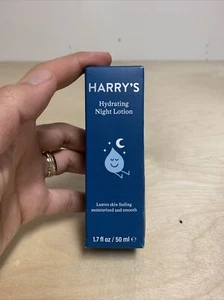 HARRY'S
Hydrating
Night Lotion
Leaves skin feeling
moisturized and smooth
1.7 fl oz / 50 ml ℮